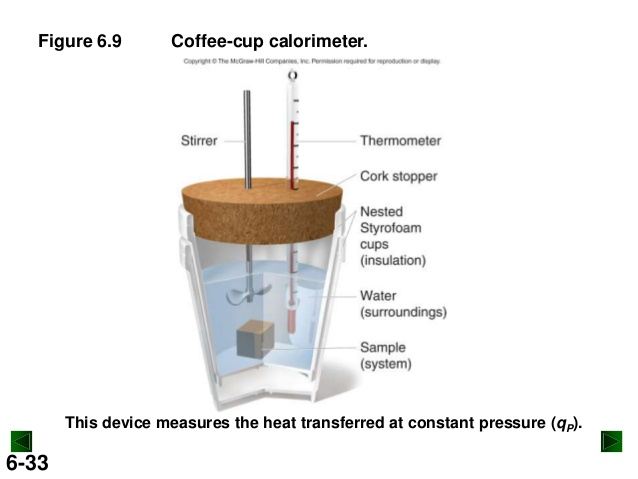 Figure 6.9 Coffee-cup calorimeter.
Copyright © The McGraw-Hill Companies, Inc. Permission required for reproduction or display.
Stirrer
Thermometer
Cork stopper
Nested
Styrofoam
cups
(insulation)
Water
(surroundings)
Sample
(system)
This device measures the heat transferred at constant pressure (qP).
6-33